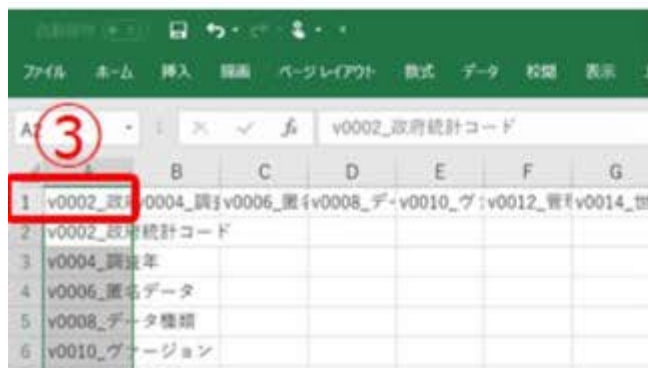 ファイル ホーム 挿入 描画 ページレイアウト 数式 データ 校閲 表示
A2 ③ fx v0002_政府統計コード
A B C D E F G
1 v0002_政府 v0004_調査 v0006_匿名 v0008_デー v0010_ヴ v0012_管理 v0014_世
2 v0002_政府統計コード
3 v0004_調査年
4 v0006_匿名データ
5 v0008_データ種類
6 v0010_ヴァージョン